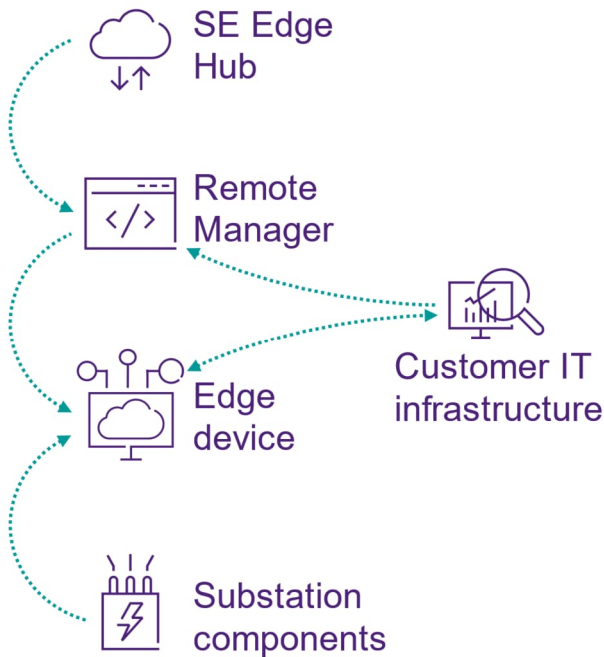 SE Edge
Hub
Remote
Manager
Customer IT
infrastructure
Edge
device
Substation
components